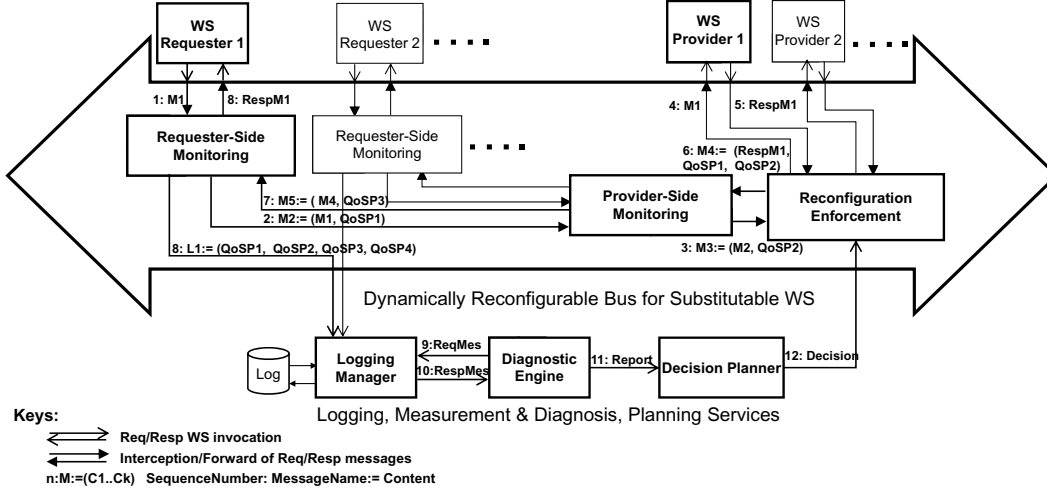 WS
Requester 1
WS
Requester 2
WS
Provider 1
WS
Provider 2
1: M1
8: RespM1
4: M1
5: RespM1
Requester-Side
Monitoring
Requester-Side
Monitoring
6: M4:= (RespM1,
QoSP1, QoSP2)
Provider-Side
Monitoring
Reconfiguration
Enforcement
7: M5:= ( M4, QoSP3)
2: M2:= (M1, QoSP1)
3: M3:= (M2, QoSP2)
8: L1:= (QoSP1, QoSP2, QoSP3, QoSP4)
Dynamically Reconfigurable Bus for Substitutable WS
Log
Logging
Manager
9:ReqMes
10:RespMes
Diagnostic
Engine
11: Report
Decision Planner
12: Decision
Logging, Measurement & Diagnosis, Planning Services
Keys:
Req/Resp WS invocation
Interception/Forward of Req/Resp messages
n:M:=(C1..Ck) SequenceNumber: MessageName:= Content